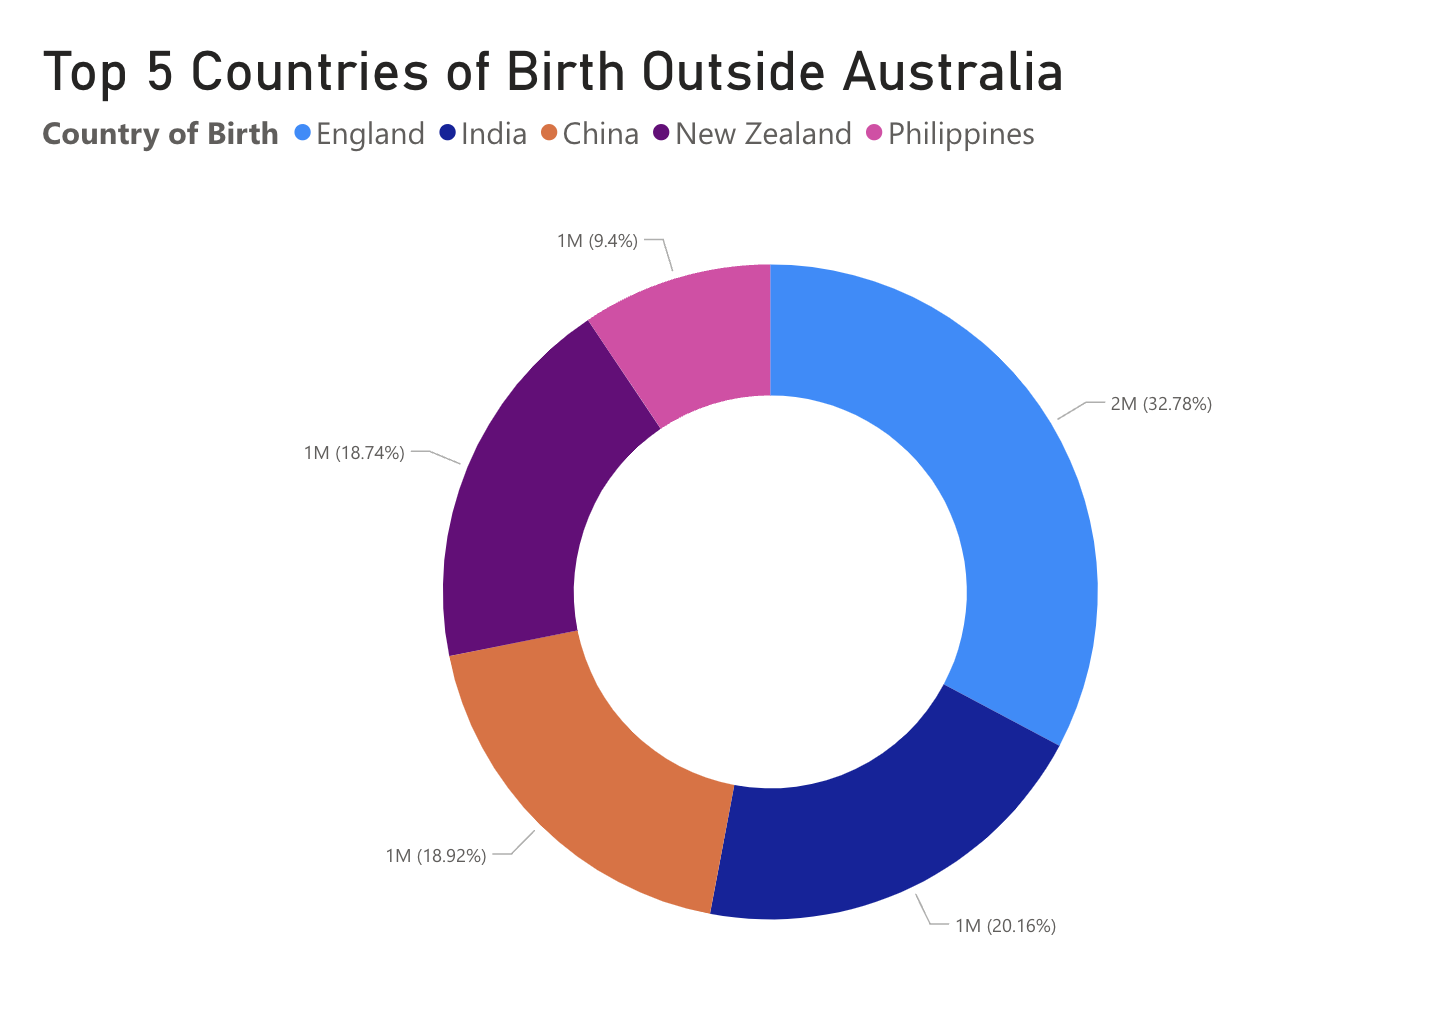 Top 5 Countries of Birth Outside Australia
Country of Birth England India China New Zealand Philippines
1M (9.4%)
2M (32.78%)
1M (18.74%)
1M (18.92%)
1M (20.16%)